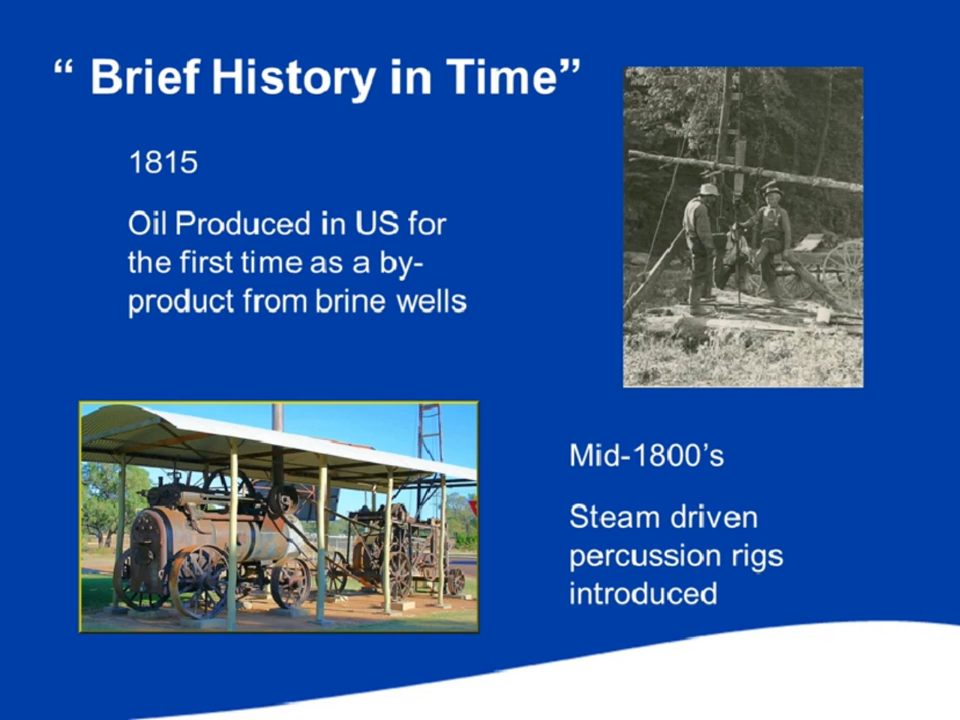 “ Brief History in Time”
1815
Oil Produced in US for
the first time as a by-
product from brine wells
Mid-1800’s
Steam driven
percussion rigs
introduced